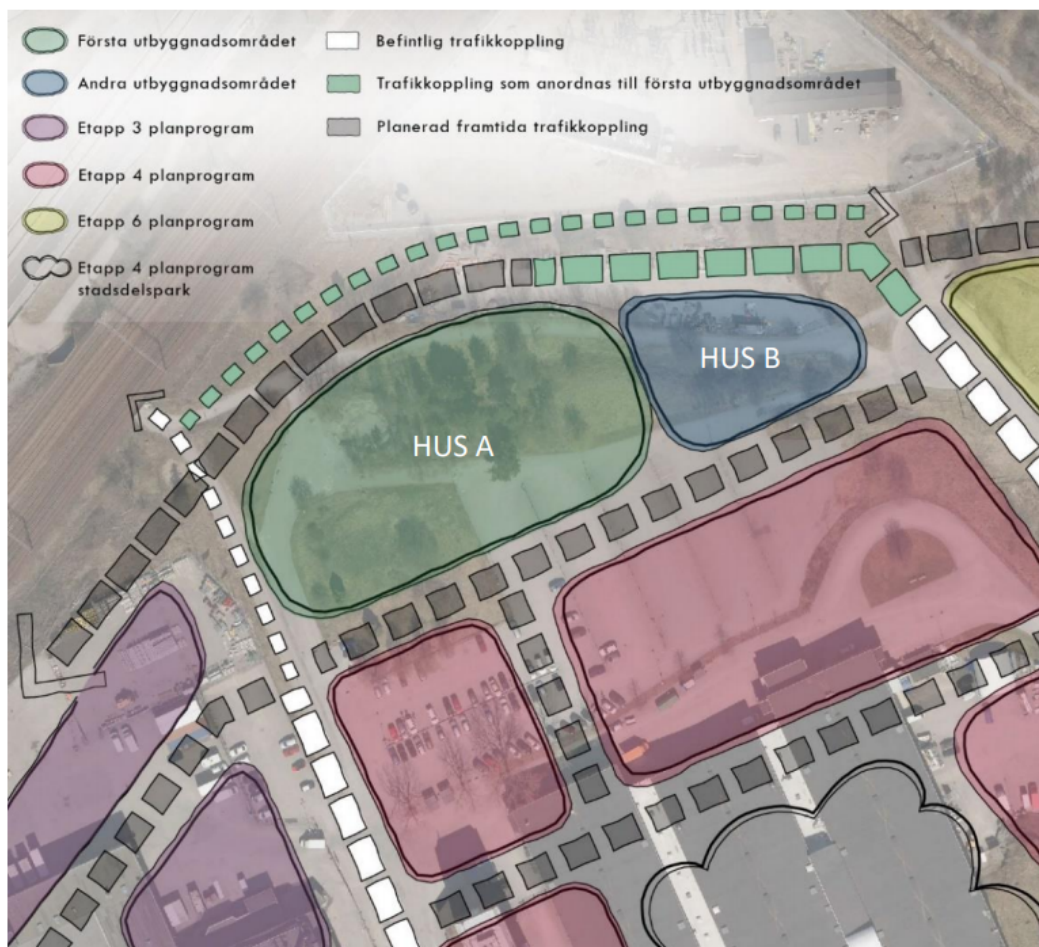 Första utbyggnadsområdet
Andra utbyggnadsområdet
Etapp 3 planprogram
Etapp 4 planprogram
Etapp 6 planprogram
Etapp 4 planprogram
stadsdelspark
Befintlig trafikkoppling
Trafikkoppling som anordnas till första utbyggnadsområdet
Planerad framtida trafikkoppling
HUS A
HUS B